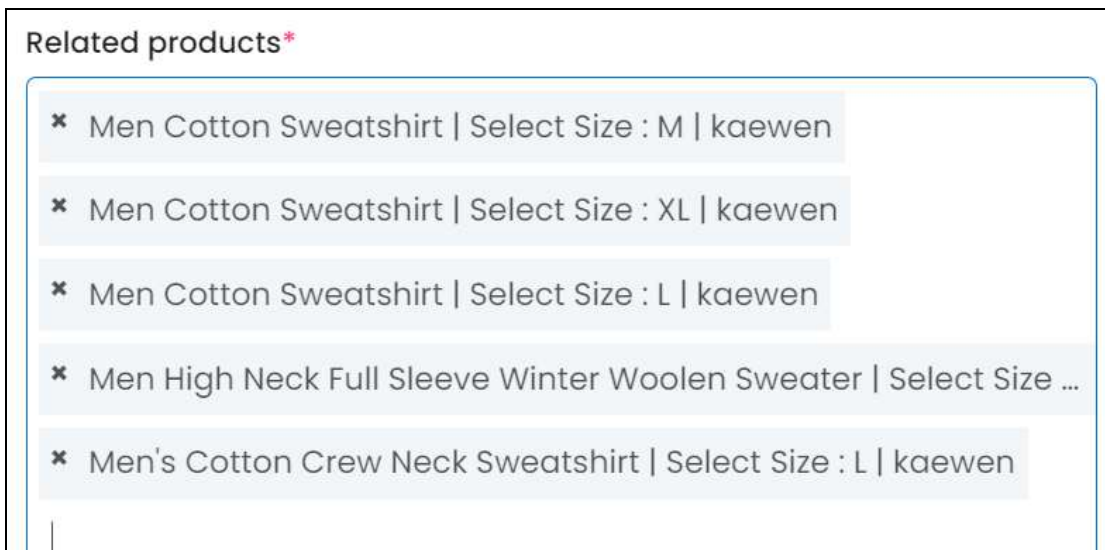 Related products*
× Men Cotton Sweatshirt | Select Size : M | kaewen
× Men Cotton Sweatshirt | Select Size : XL | kaewen
× Men Cotton Sweatshirt | Select Size : L | kaewen
× Men High Neck Full Sleeve Winter Woolen Sweater | Select Size ...
× Men's Cotton Crew Neck Sweatshirt | Select Size : L | kaewen